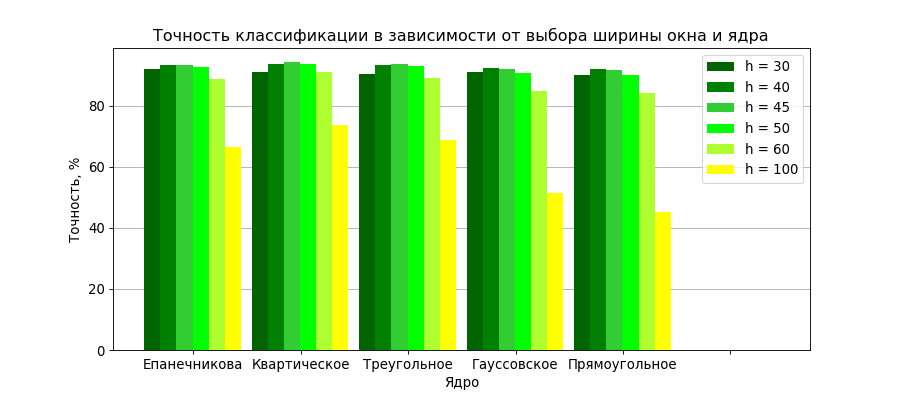 Точность классификации в зависимости от выбора ширины окна и ядра
h = 30
h = 40
h = 45
h = 50
h = 60
h = 100
Точность, %
80
60
40
20
0
Епанечникова Квартическое Треугольное Гауссовское Прямоугольное
Ядро